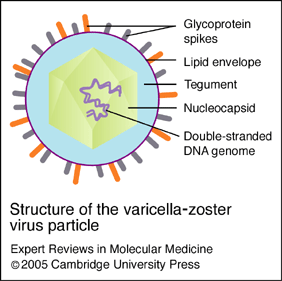 Glycoprotein
spikes
Lipid envelope
Tegument
Nucleocapsid
Double-stranded
DNA genome
Structure of the varicella-zoster
virus particle
Expert Reviews in Molecular Medicine
©2005 Cambridge University Press